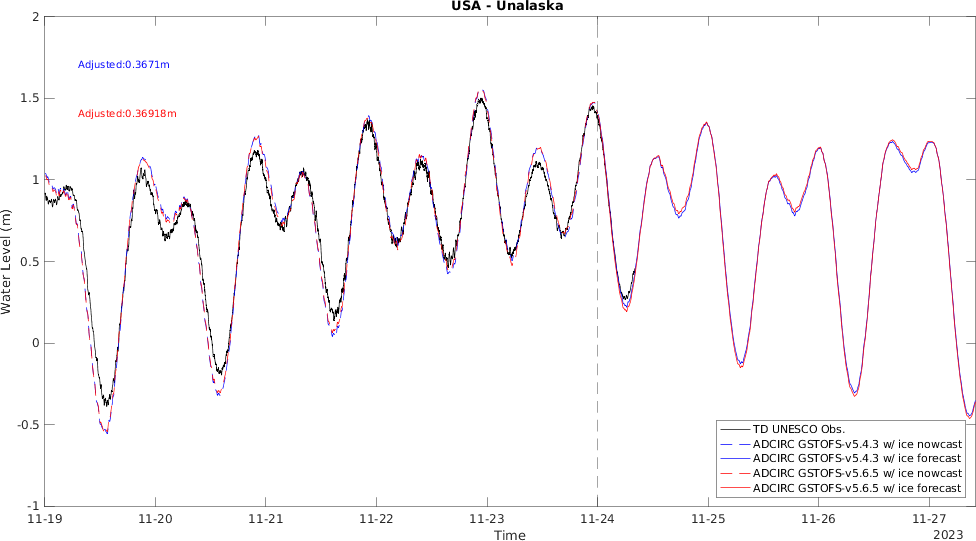 USA - Unalaska
2
1.5
1
0.5
0
-0.5
-1
Water Level (m)
Adjusted:0.3671m
Adjusted:0.36918m
TD UNESCO Obs.
ADCIRC GSTOFS-v5.4.3 w/ ice nowcast
ADCIRC GSTOFS-v5.4.3 w/ ice forecast
ADCIRC GSTOFS-v5.6.5 w/ ice nowcast
ADCIRC GSTOFS-v5.6.5 w/ ice forecast
11-19 11-20 11-21 11-22 11-23 11-24 11-25 11-26 11-27
Time
2023